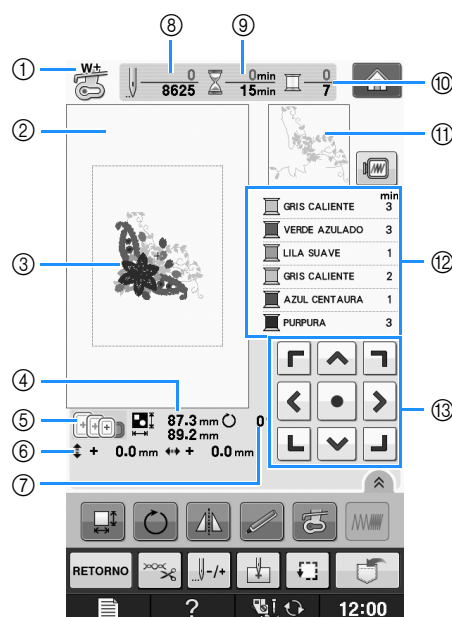 ⑧ ⑨
① W+ 0 0min 0 ⑩
8625 15min 7
② ⑪
min
GRIS CALIENTE 3
VERDE AZULADO 3
LILA SUAVE 1
⑫
GRIS CALIENTE 2
③
AZUL CENTAURA 1
PURPURA 3
④
⑬
⑤ 87.3 mm 0
89.2 mm
⑥ + 0.0 mm + 0.0 mm
⑦
RETORNO -/+
? 12:00